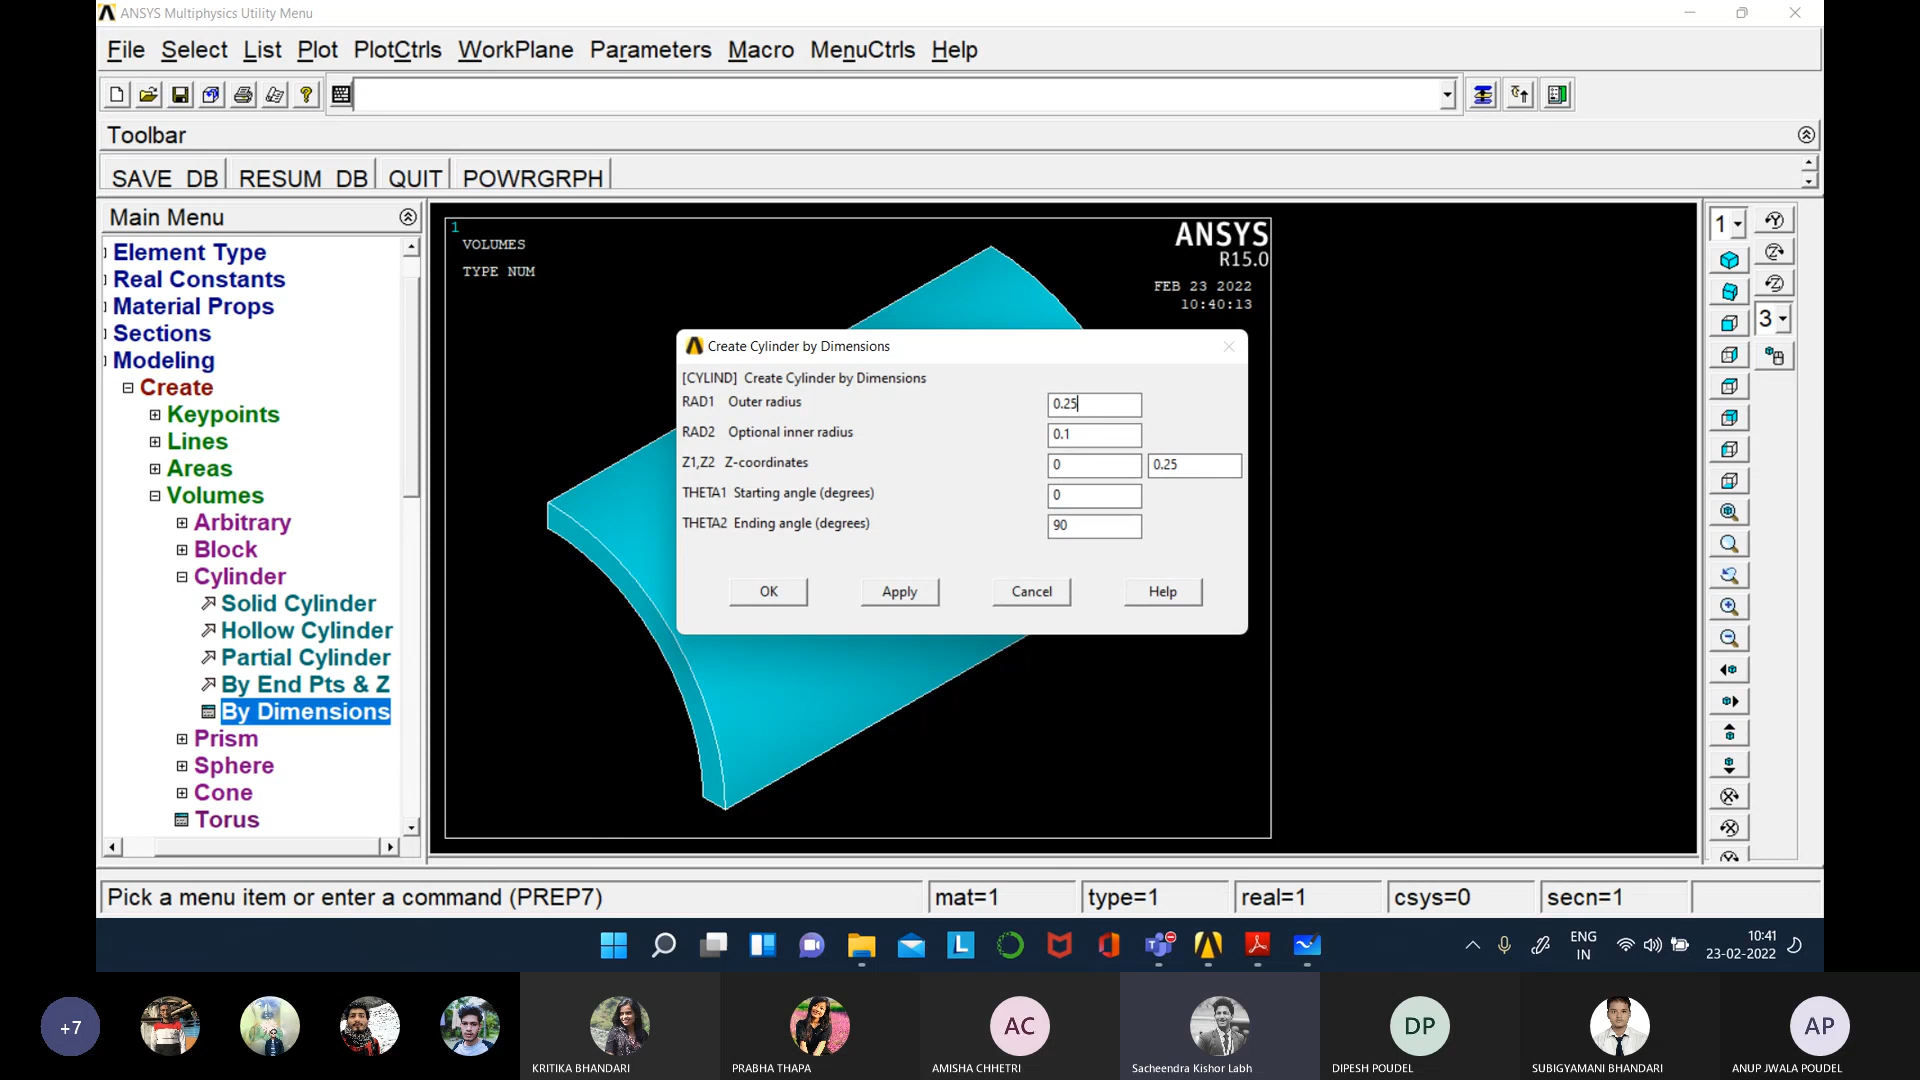 ANSYS Multiphysics Utility Menu
File Select List Plot PlotCtrls WorkPlane Parameters Macro MenuCtrls Help
Toolbar
SAVE_DB RESUM_DB QUIT POWRGRPH
Main Menu
Element Type
Real Constants
Material Props
Sections
Modeling
Create
Keypoints
Lines
Areas
Volumes
Arbitrary
Block
Cylinder
Solid Cylinder
Hollow Cylinder
Partial Cylinder
By End Pts & Z
By Dimensions
Prism
Sphere
Cone
Torus
1
VOLUMES
TYPE NUM
ANSYS
R15.0
FEB 23 2022
10:40:13
Create Cylinder by Dimensions
[CYLIND] Create Cylinder by Dimensions
RAD1 Outer radius 0.25
RAD2 Optional inner radius 0.1
Z1,Z2 Z-coordinates 0 0.25
THETA1 Starting angle (degrees) 0
THETA2 Ending angle (degrees) 90
OK Apply Cancel Help
1
3
Pick a menu item or enter a command (PREP7) mat=1 type=1 real=1 csys=0 secn=1
ENG
IN
10:41
23-02-2022
+7
AC
DP
AP
KRITIKA BHANDARI
PRABHA THAPA
AMISHA CHHETRI
Sacheendra Kishor Labh
DIPESH POUDEL
SUBIGYAMANI BHANDARI
ANUP JWALA POUDEL